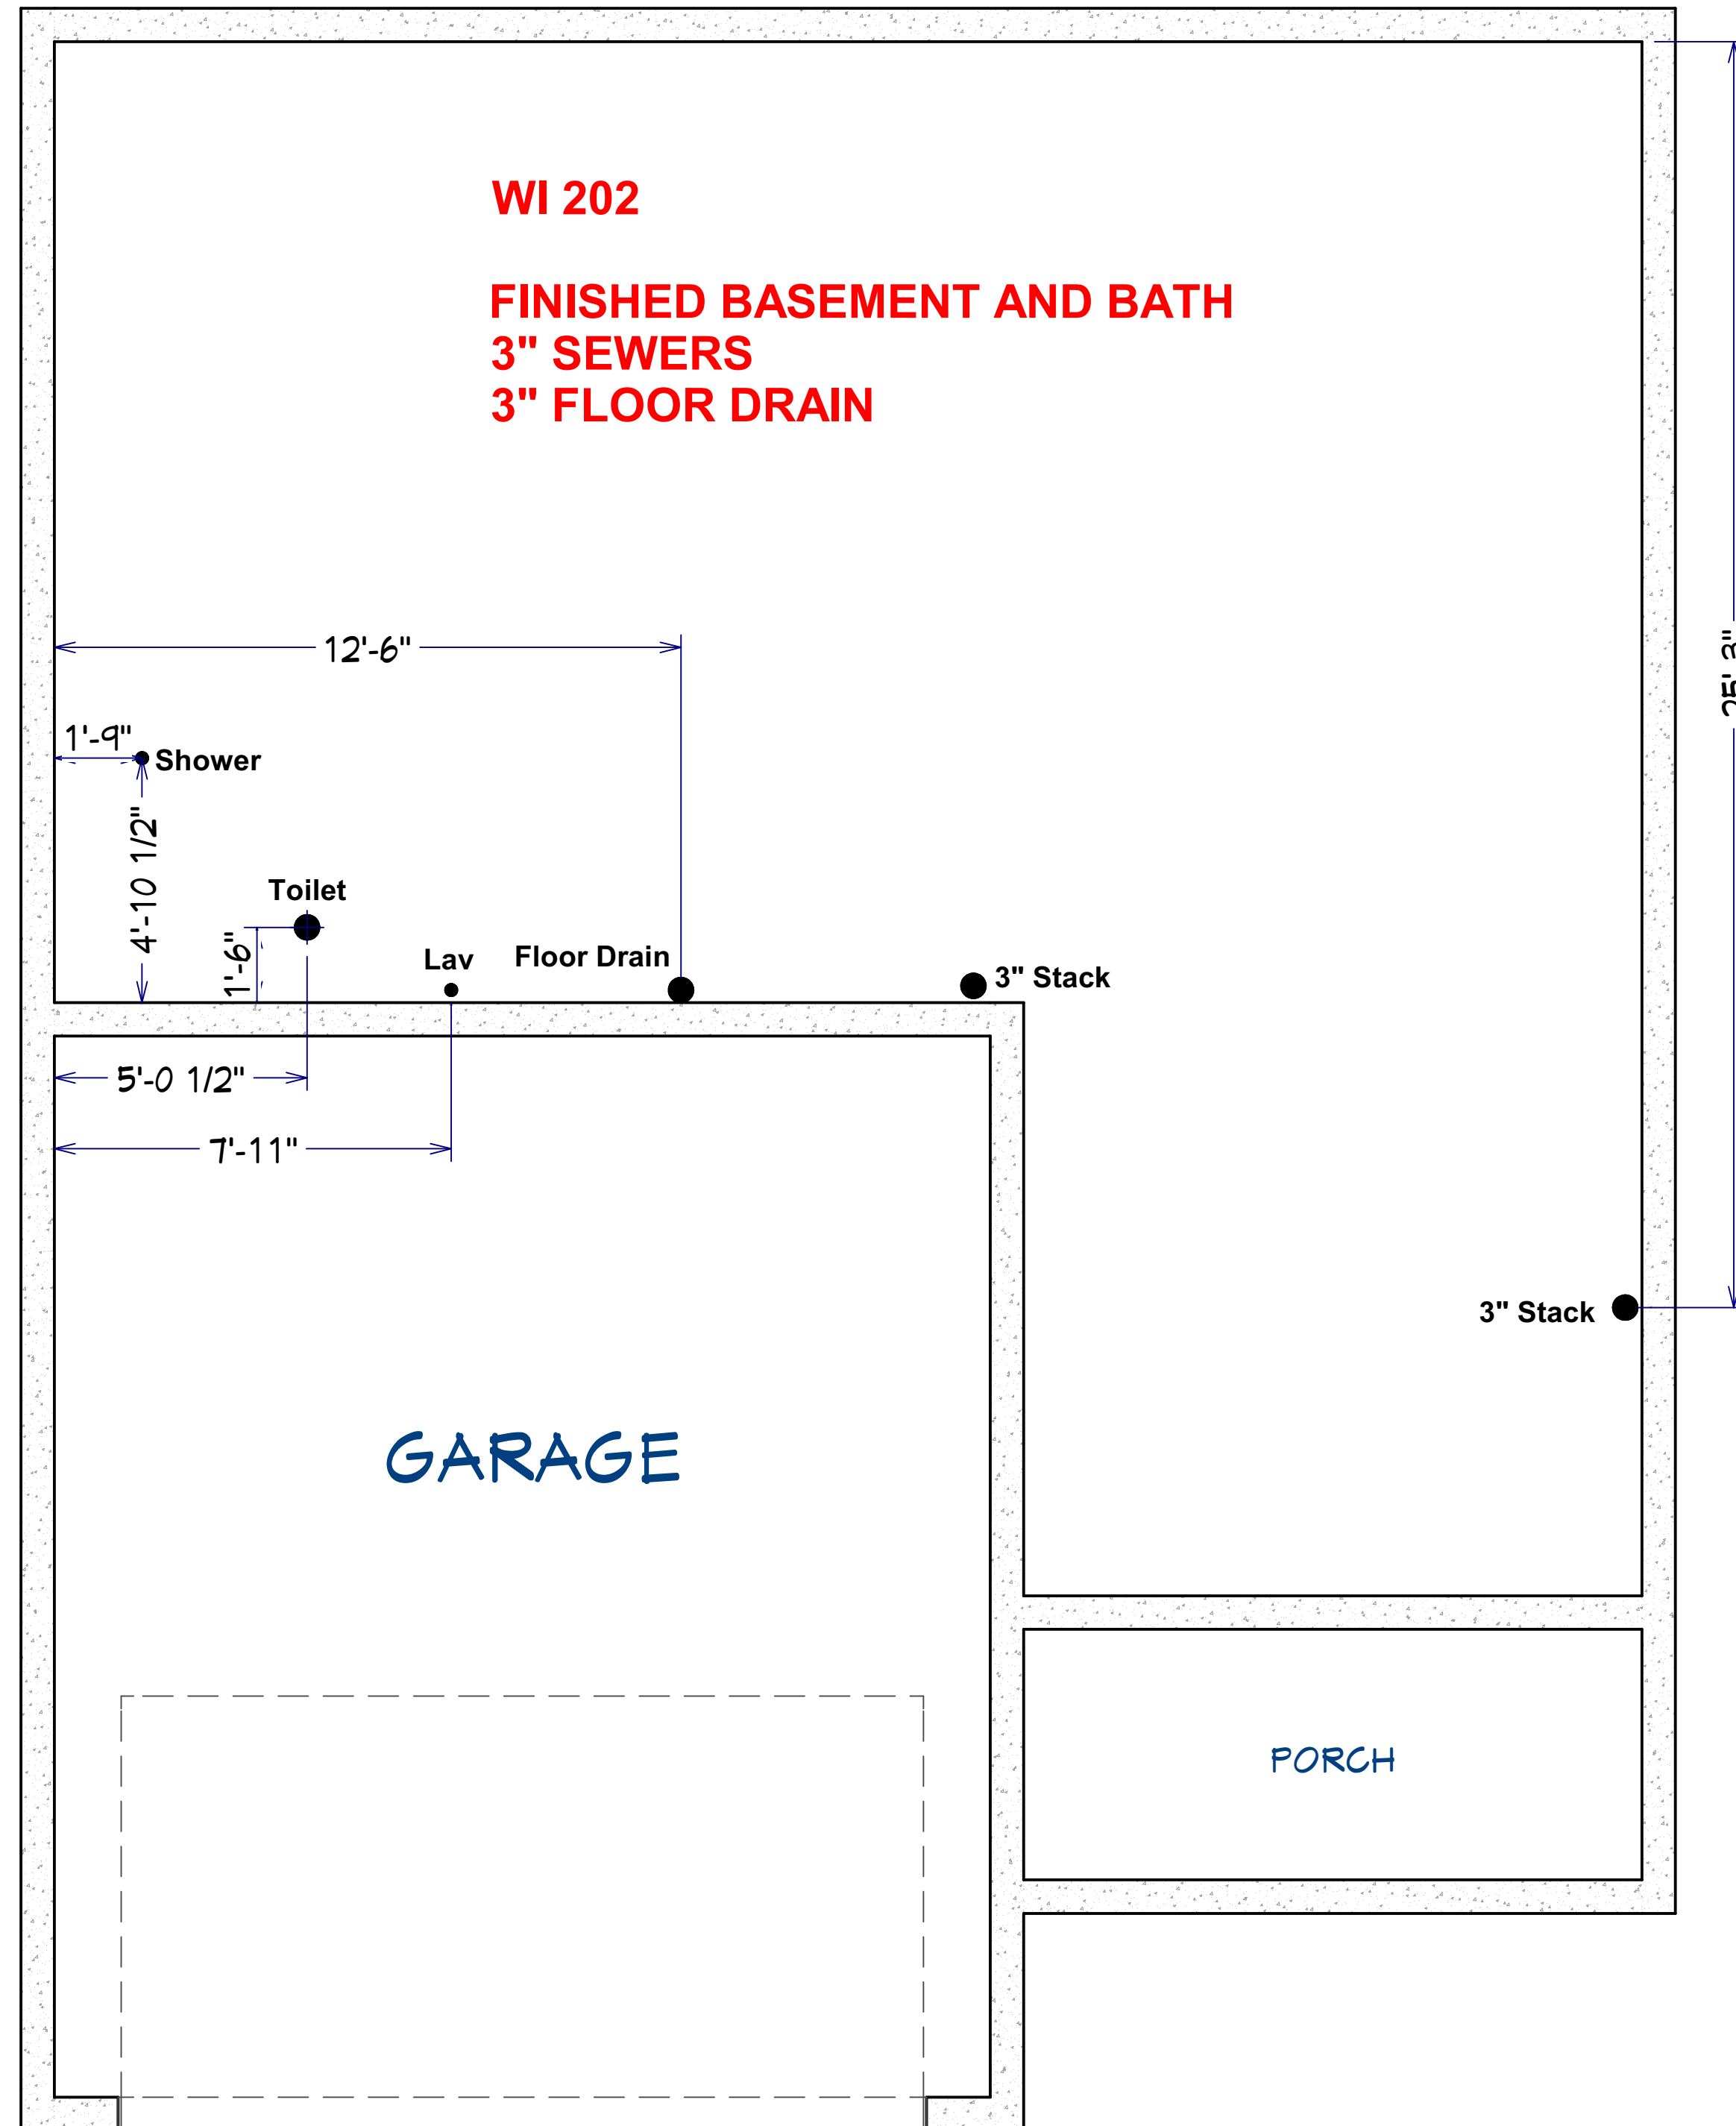 WI 202
FINISHED BASEMENT AND BATH
3" SEWERS
3" FLOOR DRAIN
12'-6"
1'-9"
Shower
4'-10 1/2"
Toilet
1'-6"
Lav
Floor Drain
3" Stack
5'-0 1/2"
7'-11"
3" Stack
GARAGE
PORCH